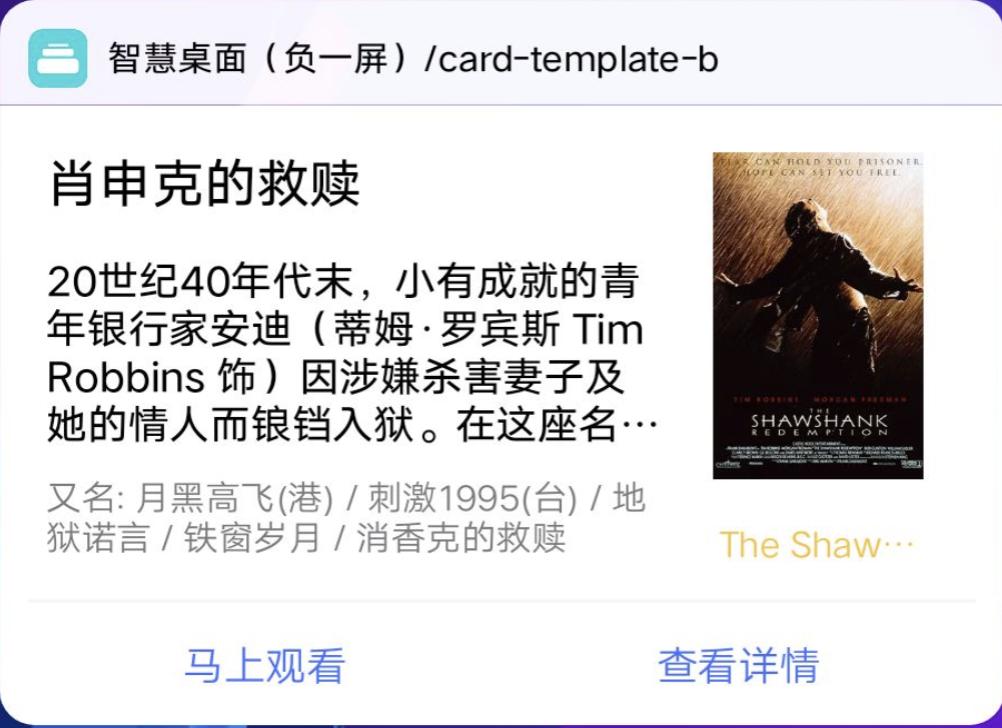 智慧桌面（负一屏）/card-template-b
肖申克的救赎
20世纪40年代末，小有成就的青
年银行家安迪（蒂姆·罗宾斯 Tim
Robbins 饰）因涉嫌杀害妻子及
她的情人而锒铛入狱。在这座名…
又名: 月黑高飞(港) / 刺激1995(台) / 地
狱诺言 / 铁窗岁月 / 消香克的救赎
FEAR CAN HOLD YOU PRISONER.
HOPE CAN SET YOU FREE.
TIM ROBBINS MORGAN FREEMAN
THE
SHAWSHANK
REDEMPTION
The Shaw…
马上观看
查看详情